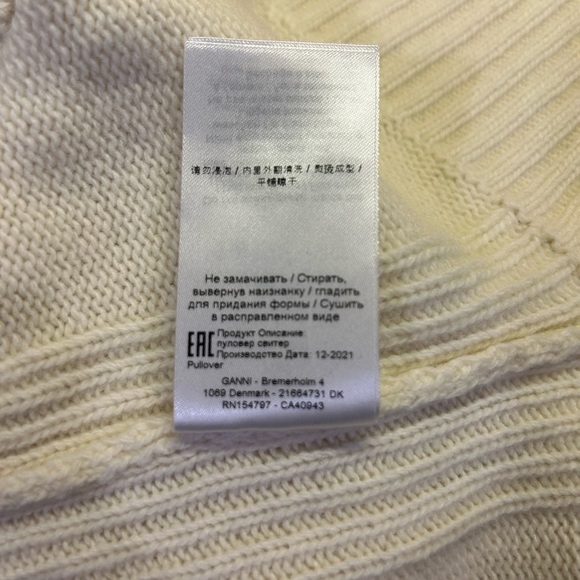 请勿浸泡 / 内里外翻清洗 / 熨烫成型 /
平铺晾干
Не замачивать / Стирать,
вывернув наизнанку / гладить
для придания формы / Сушить
в расправленном виде
EAC Продукт Описание:
пуловер свитер
Производство Дата: 12-2021
Pullover
GANNI - Bremerholm 4
1069 Denmark - 21664731 DK
RN154797 - CA40943